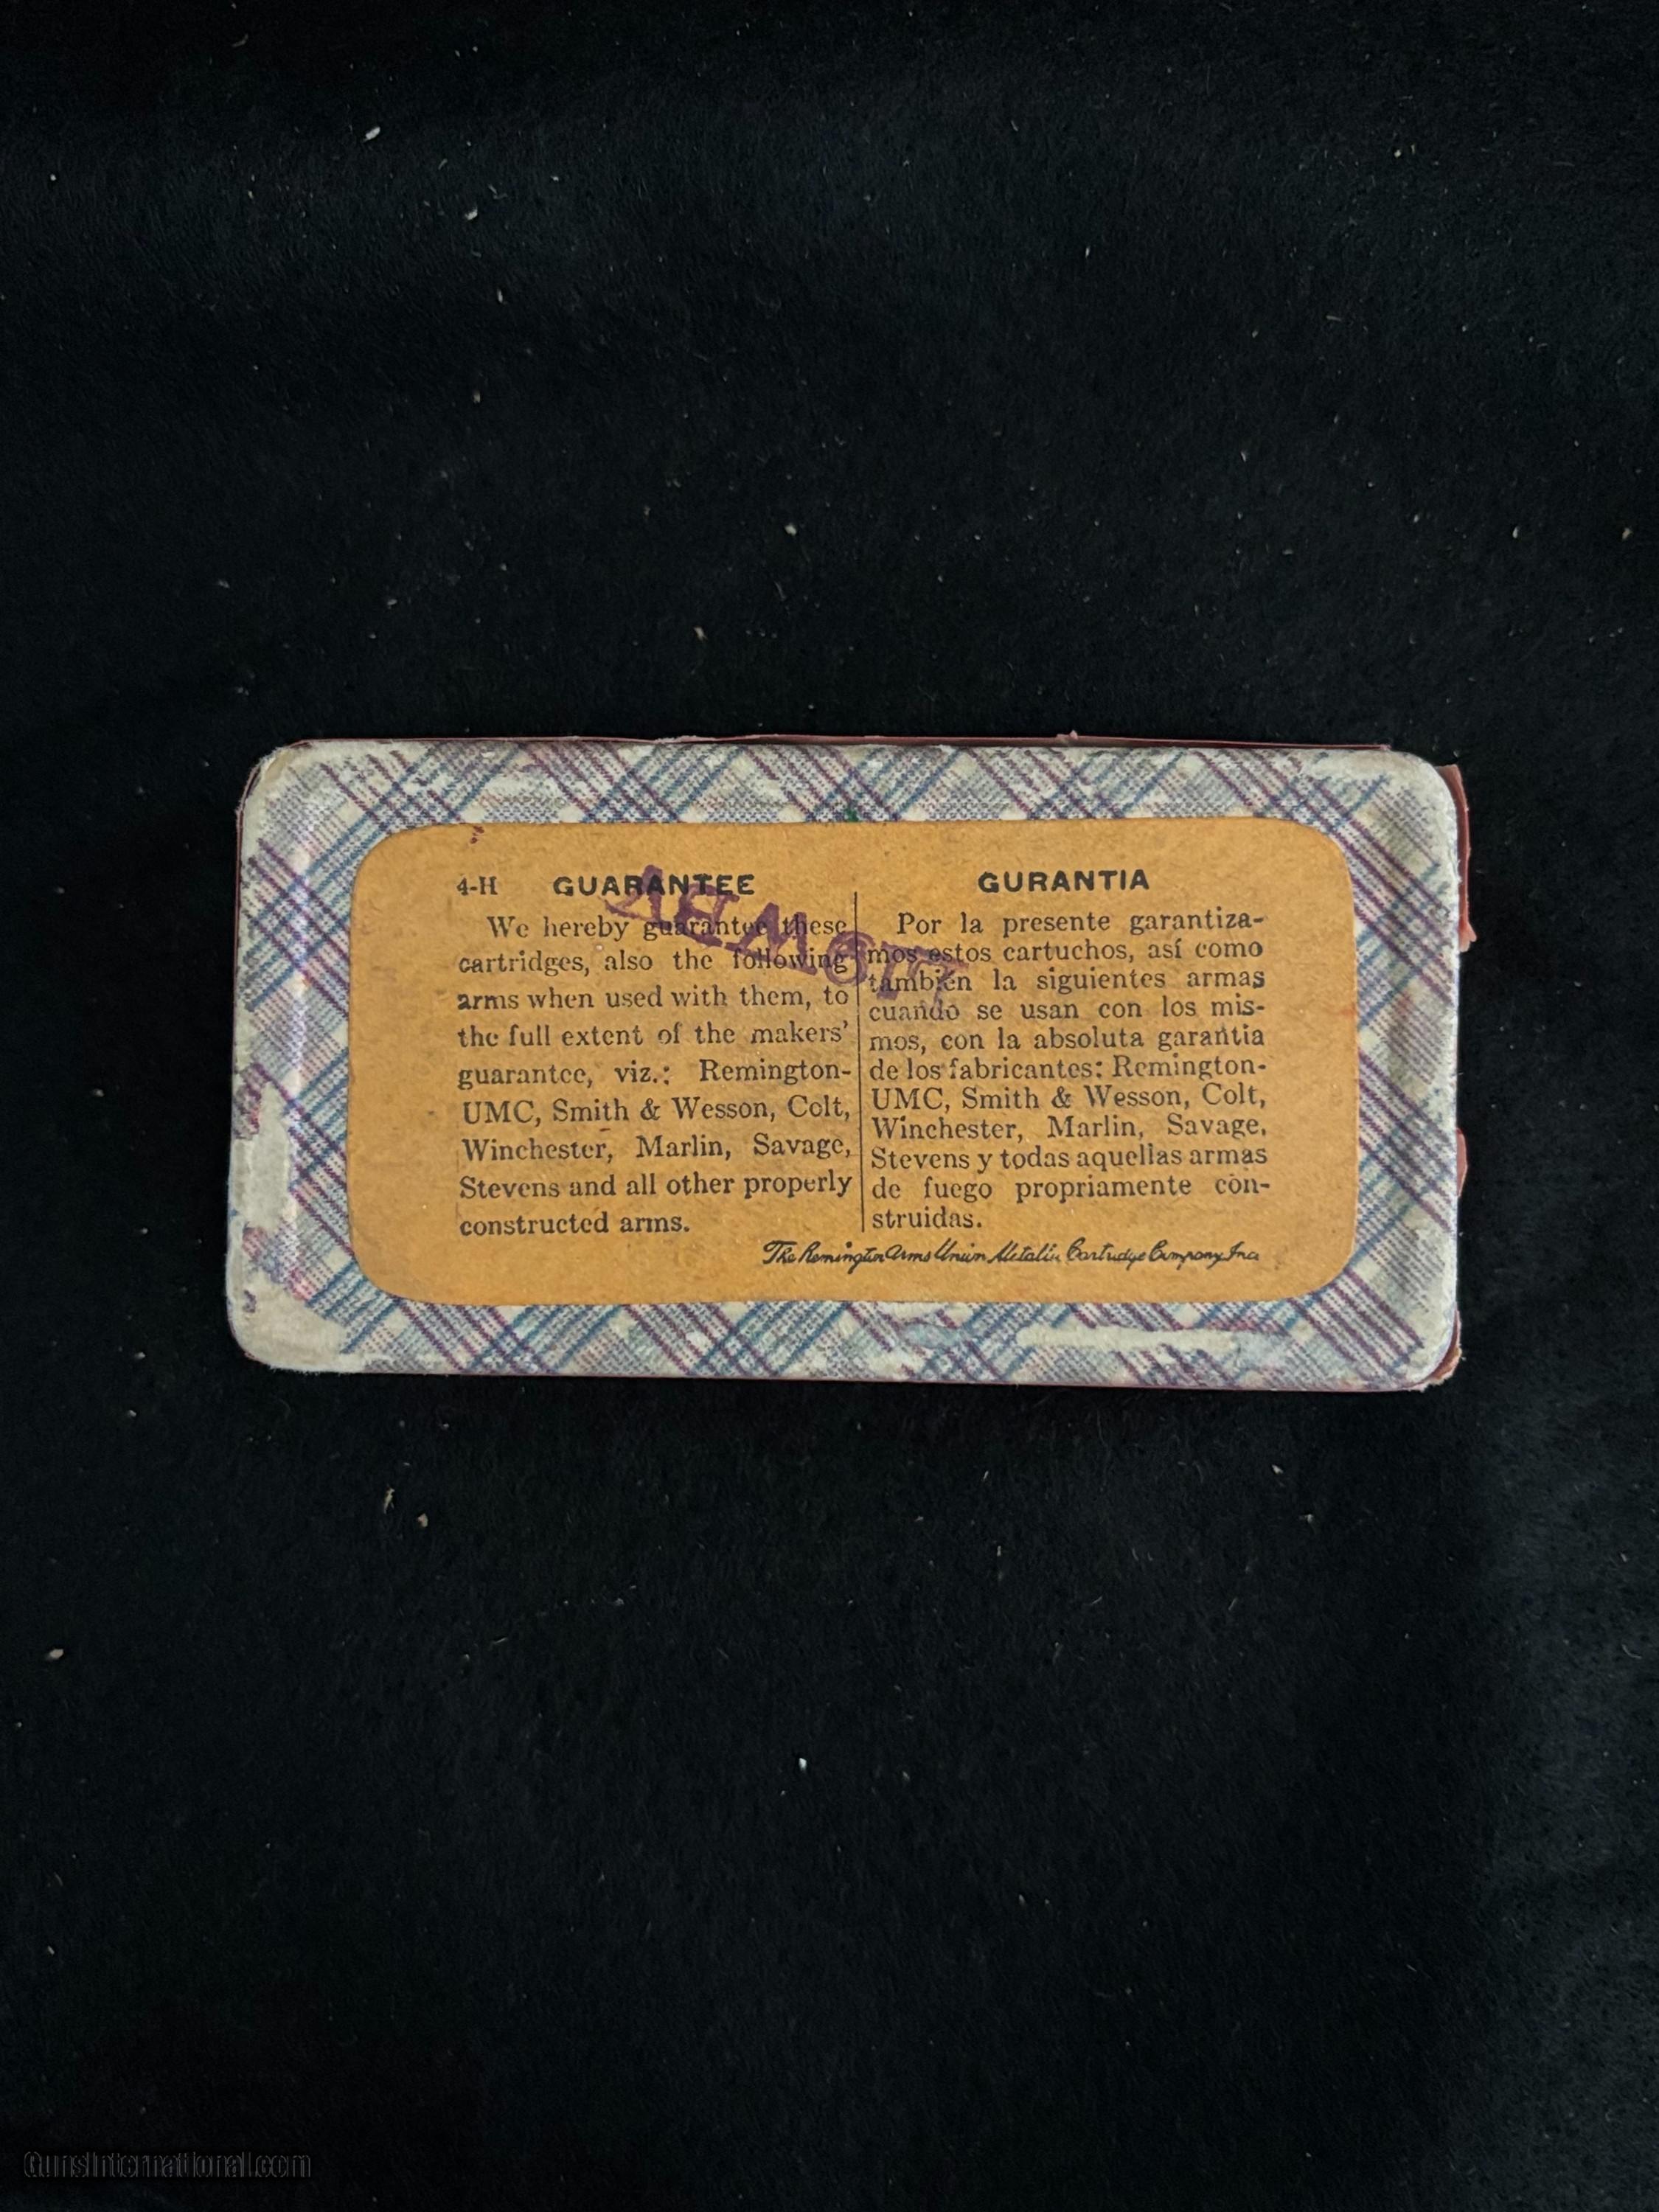 4-H GUARANTEE
We hereby guarantee these
cartridges, also the following
arms when used with them, to
the full extent of the makers'
guarantee, viz.: Remington-
UMC, Smith & Wesson, Colt,
Winchester, Marlin, Savage,
Stevens and all other properly
constructed arms.
GURANTIA
Por la presente garantiza-
mos estos cartuchos, así como
también la siguientes armas
cuando se usan con los mis-
mos, con la absoluta garantia
de los fabricantes: Remington-
UMC, Smith & Wesson, Colt,
Winchester, Marlin, Savage,
Stevens y todas aquellas armas
de fuego propriamente con-
struidas.
The Remington Arms Union Metallic Cartridge Company, Inc.
GunsInternational.com